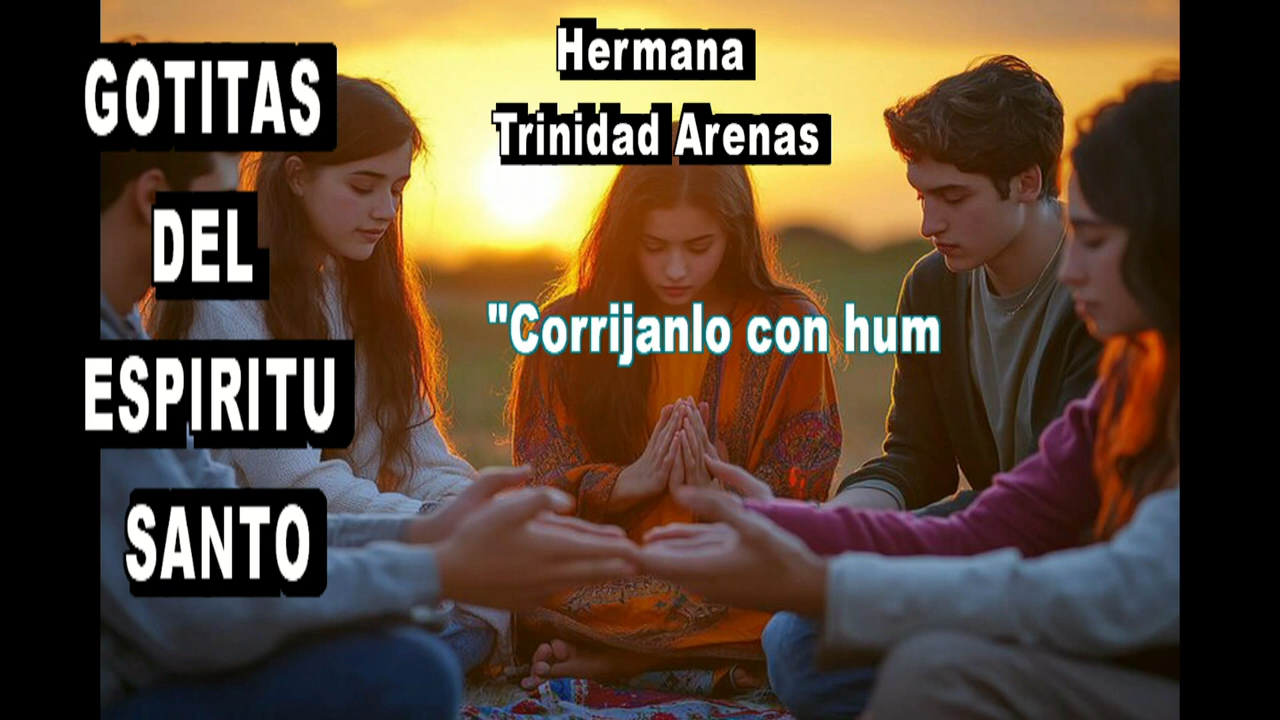 GOTITAS
DEL
ESPIRITU
SANTO
Hermana
Trinidad Arenas
"Corrijanlo con hum